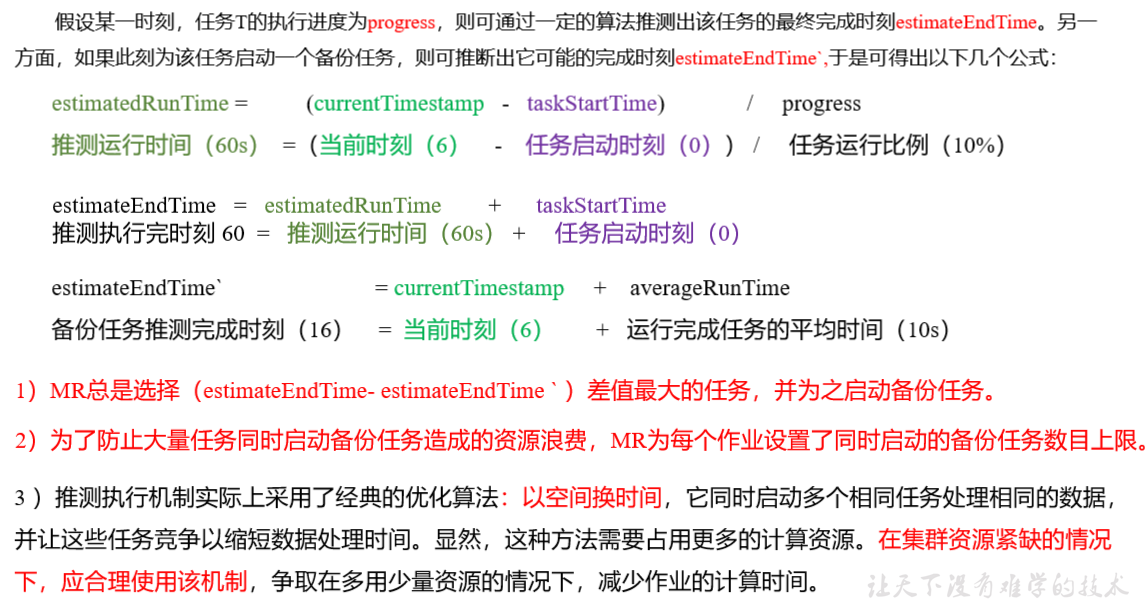 假设某一时刻，任务T的执行进度为progress，则可通过一定的算法推测出该任务的最终完成时刻estimateEndTime。另一
方面，如果此刻为该任务启动一个备份任务，则可推断出它可能的完成时刻estimateEndTime`,于是可得出以下几个公式：
estimatedRunTime = (currentTimestamp - taskStartTime) / progress
推测运行时间（60s） =（当前时刻（6） - 任务启动时刻（0）） / 任务运行比例（10%）
estimateEndTime = estimatedRunTime + taskStartTime
推测执行完时刻 60 = 推测运行时间（60s） + 任务启动时刻（0）
estimateEndTime` = currentTimestamp + averageRunTime
备份任务推测完成时刻（16） = 当前时刻（6） + 运行完成任务的平均时间（10s）
1）MR总是选择（estimateEndTime- estimateEndTime ` ）差值最大的任务，并为之启动备份任务。
2）为了防止大量任务同时启动备份任务造成的资源浪费，MR为每个作业设置了同时启动的备份任务数目上限。
3 ）推测执行机制实际上采用了经典的优化算法：以空间换时间，它同时启动多个相同任务处理相同的数据，
并让这些任务竞争以缩短数据处理时间。显然，这种方法需要占用更多的计算资源。在集群资源紧缺的情况
下，应合理使用该机制，争取在多用少量资源的情况下，减少作业的计算时间。
让天下没有难学的技术